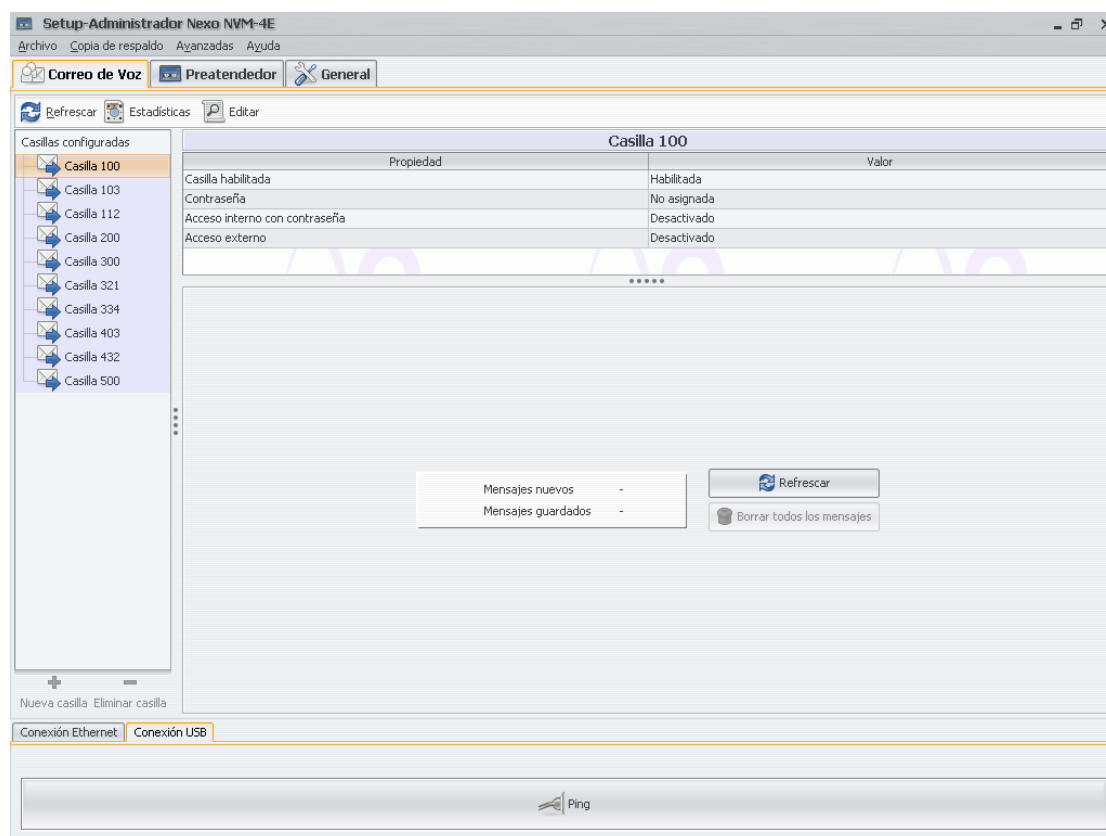 Setup-Administrador Nexo NVM-4E
Archivo Copia de respaldo Avanzadas Ayuda
Correo de Voz Preatendedor General
Refrescar Estadísticas Editar
Casillas configuradas
Casilla 100
Casilla 103
Casilla 112
Casilla 200
Casilla 300
Casilla 321
Casilla 334
Casilla 403
Casilla 432
Casilla 500
Nueva casilla Eliminar casilla
Casilla 100
Propiedad Valor
Casilla habilitada Habilitada
Contraseña No asignada
Acceso interno con contraseña Desactivado
Acceso externo Desactivado
Mensajes nuevos -
Mensajes guardados -
Refrescar
Borrar todos los mensajes
Conexión Ethernet Conexión USB
Ping